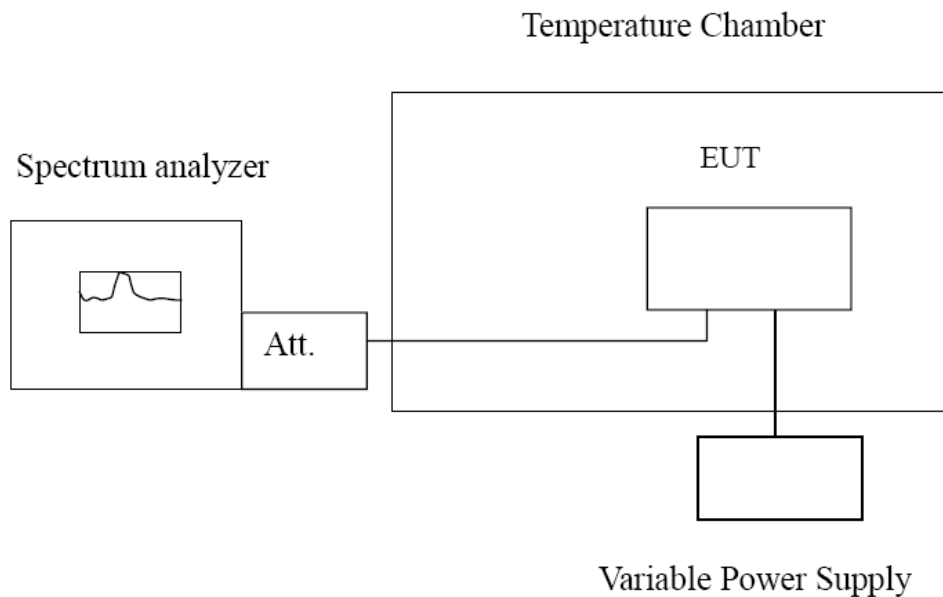 Temperature Chamber
EUT
Spectrum analyzer
Att.
Variable Power Supply